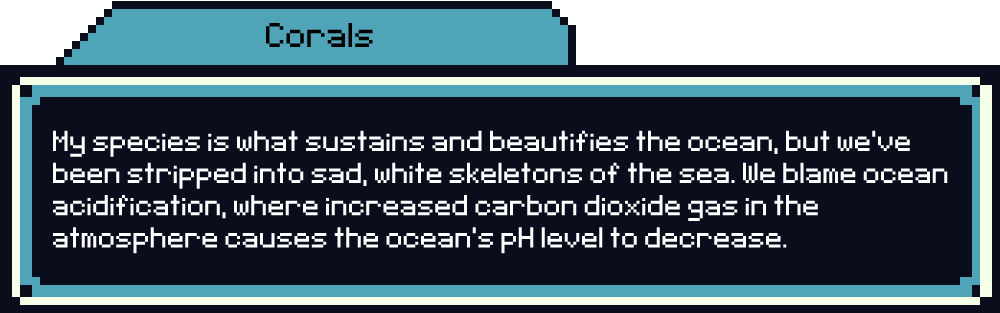 Corals
My species is what sustains and beautifies the ocean, but we've
been stripped into sad, white skeletons of the sea. We blame ocean
acidification, where increased carbon dioxide gas in the
atmosphere causes the ocean's pH level to decrease.